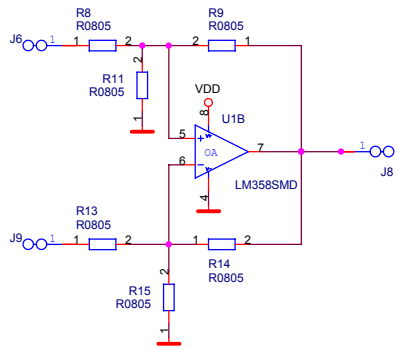 R8
R0805
R9
R0805
J6
1
1
2
2
1
R11
R0805
2
1
VDD
8
U1B
5
+
V+
OA
6
-
V-
7
4
LM358SMD
1
J8
R13
R0805
J9
1
1
2
1
2
R14
R0805
R15
R0805
2
1